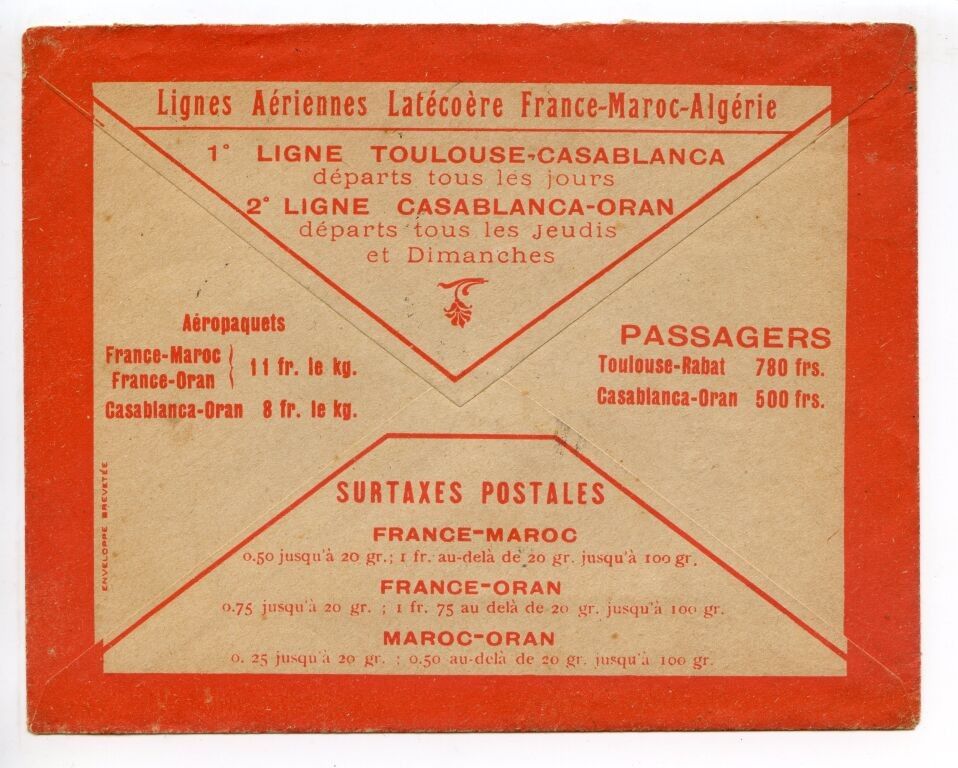 Lignes Aériennes Latécoère France-Maroc-Algérie
1° LIGNE TOULOUSE-CASABLANCA
départs tous les jours
2° LIGNE CASABLANCA-ORAN
départs tous les Jeudis
et Dimanches
Aéropaquets
France-Maroc
France-Oran
11 fr. le kg.
Casablanca-Oran 8 fr. le kg.
PASSAGERS
Toulouse-Rabat 780 frs.
Casablanca-Oran 500 frs.
ENVELOPPE BREVETÉE
SURTAXES POSTALES
FRANCE-MAROC
0.50 jusqu'à 20 gr.; 1 fr. au-delà de 20 gr. jusqu'à 100 gr.
FRANCE-ORAN
0.75 jusqu'à 20 gr. ; 1 fr. 75 au delà de 20 gr. jusqu'à 100 gr.
MAROC-ORAN
0. 25 jusqu'à 20 gr. ; 0.50 au-delà de 20 gr. jusqu'à 100 gr.